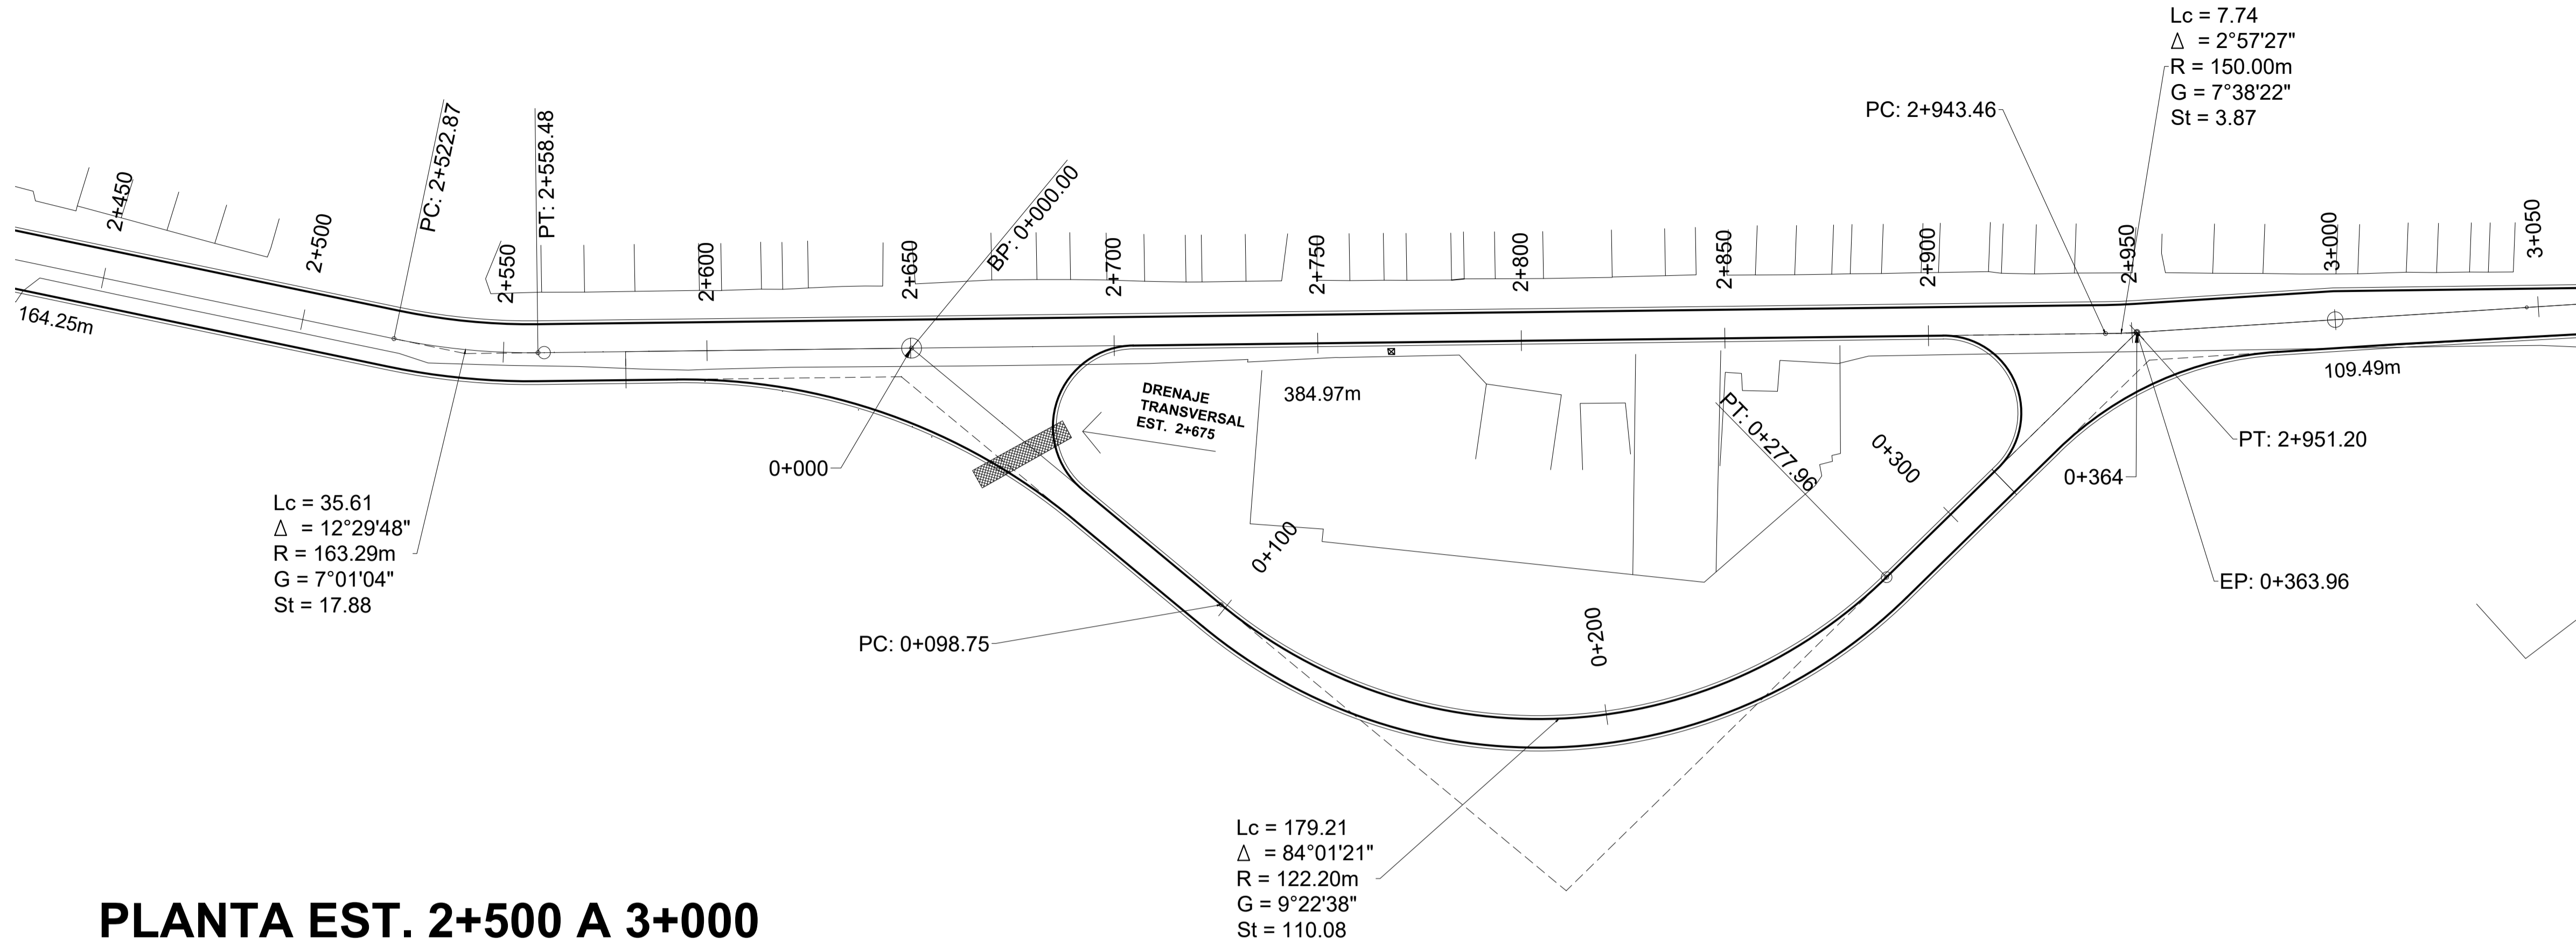 Lc = 7.74
Δ = 2°57'27"
R = 150.00m
G = 7°38'22"
St = 3.87
PC: 2+943.46
PC: 2+522.87
PT: 2+558.48
BP: 0+000.00
2+450
2+500
2+550
2+600
2+650
2+700
2+750
2+800
2+850
2+900
2+950
3+000
3+050
164.25m
384.97m
109.49m
DRENAJE
TRANSVERSAL
EST. 2+675
PT: 0+277.96
0+300
PT: 2+951.20
0+000
0+364
Lc = 35.61
Δ = 12°29'48"
R = 163.29m
G = 7°01'04"
St = 17.88
0+100
EP: 0+363.96
PC: 0+098.75
0+200
Lc = 179.21
Δ = 84°01'21"
R = 122.20m
G = 9°22'38"
St = 110.08
PLANTA EST. 2+500 A 3+000